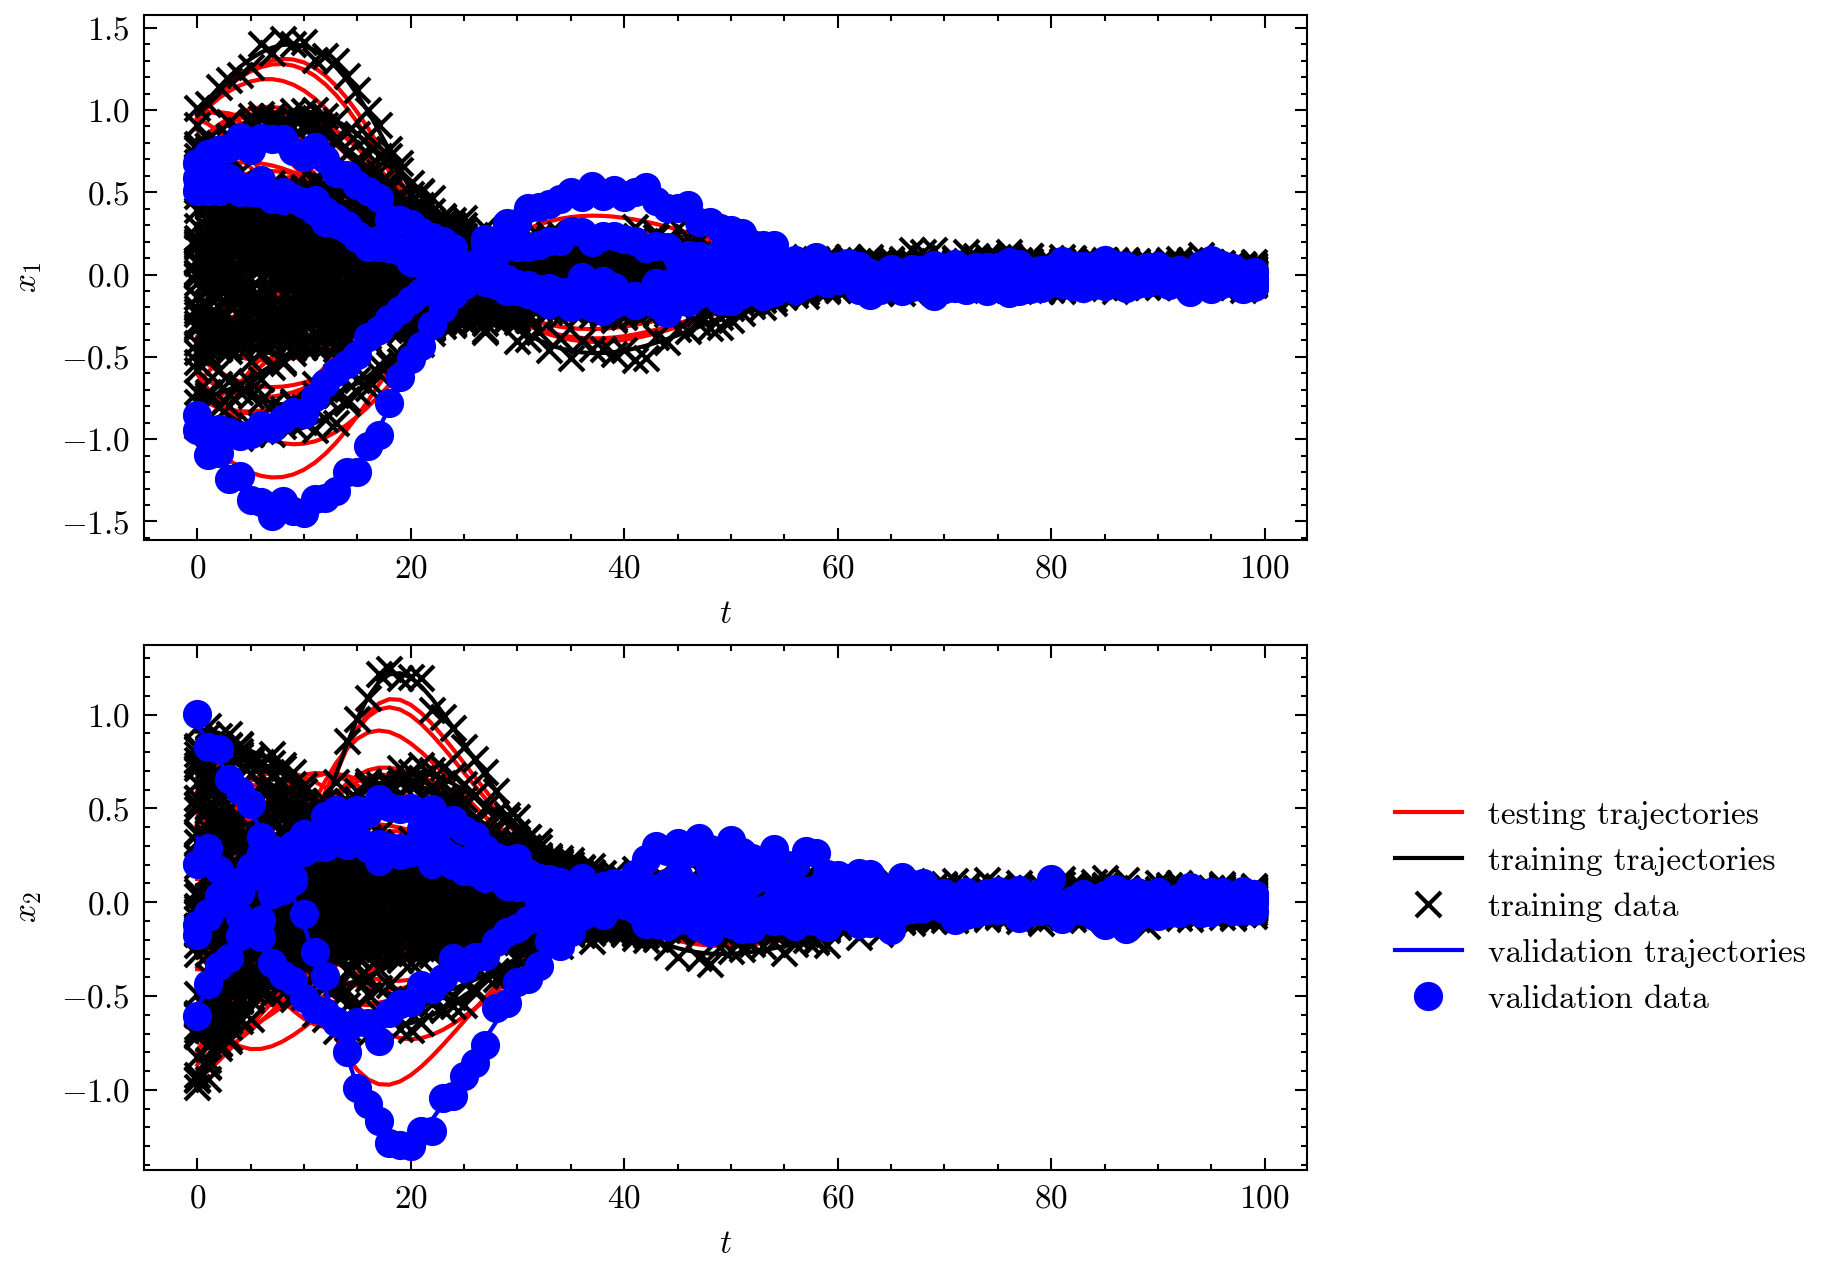 1.5
1.0
0.5
0.0
−0.5
−1.0
−1.5
x₁
0 20 40 60 80 100
t
1.0
0.5
0.0
−0.5
−1.0
x₂
0 20 40 60 80 100
t
testing trajectories
training trajectories
training data
validation trajectories
validation data